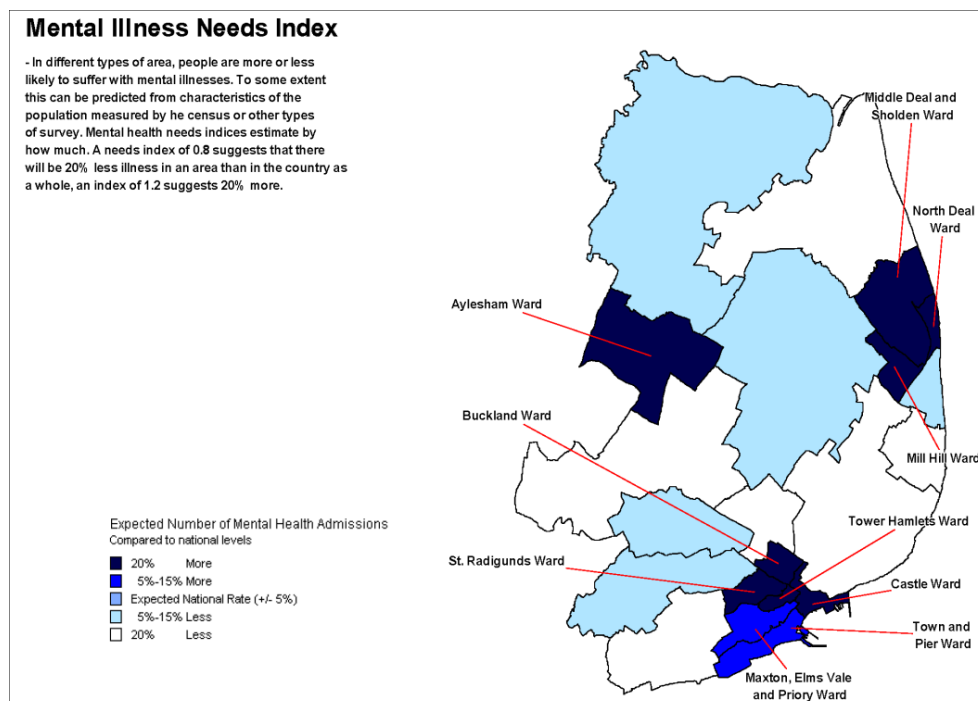 Mental Illness Needs Index
- In different types of area, people are more or less
likely to suffer with mental illnesses. To some extent
this can be predicted from characteristics of the
population measured by he census or other types
of survey. Mental health needs indices estimate by
how much. A needs index of 0.8 suggests that there
will be 20% less illness in an area than in the country as
a whole, an index of 1.2 suggests 20% more.
Middle Deal and
Sholden Ward
North Deal
Ward
Aylesham Ward
Buckland Ward
Mill Hill Ward
Tower Hamlets Ward
St. Radigunds Ward
Castle Ward
Town and
Pier Ward
Maxton, Elms Vale
and Priory Ward
Expected Number of Mental Health Admissions
Compared to national levels
20% More
5%-15% More
Expected National Rate (+/- 5%)
5%-15% Less
20% Less